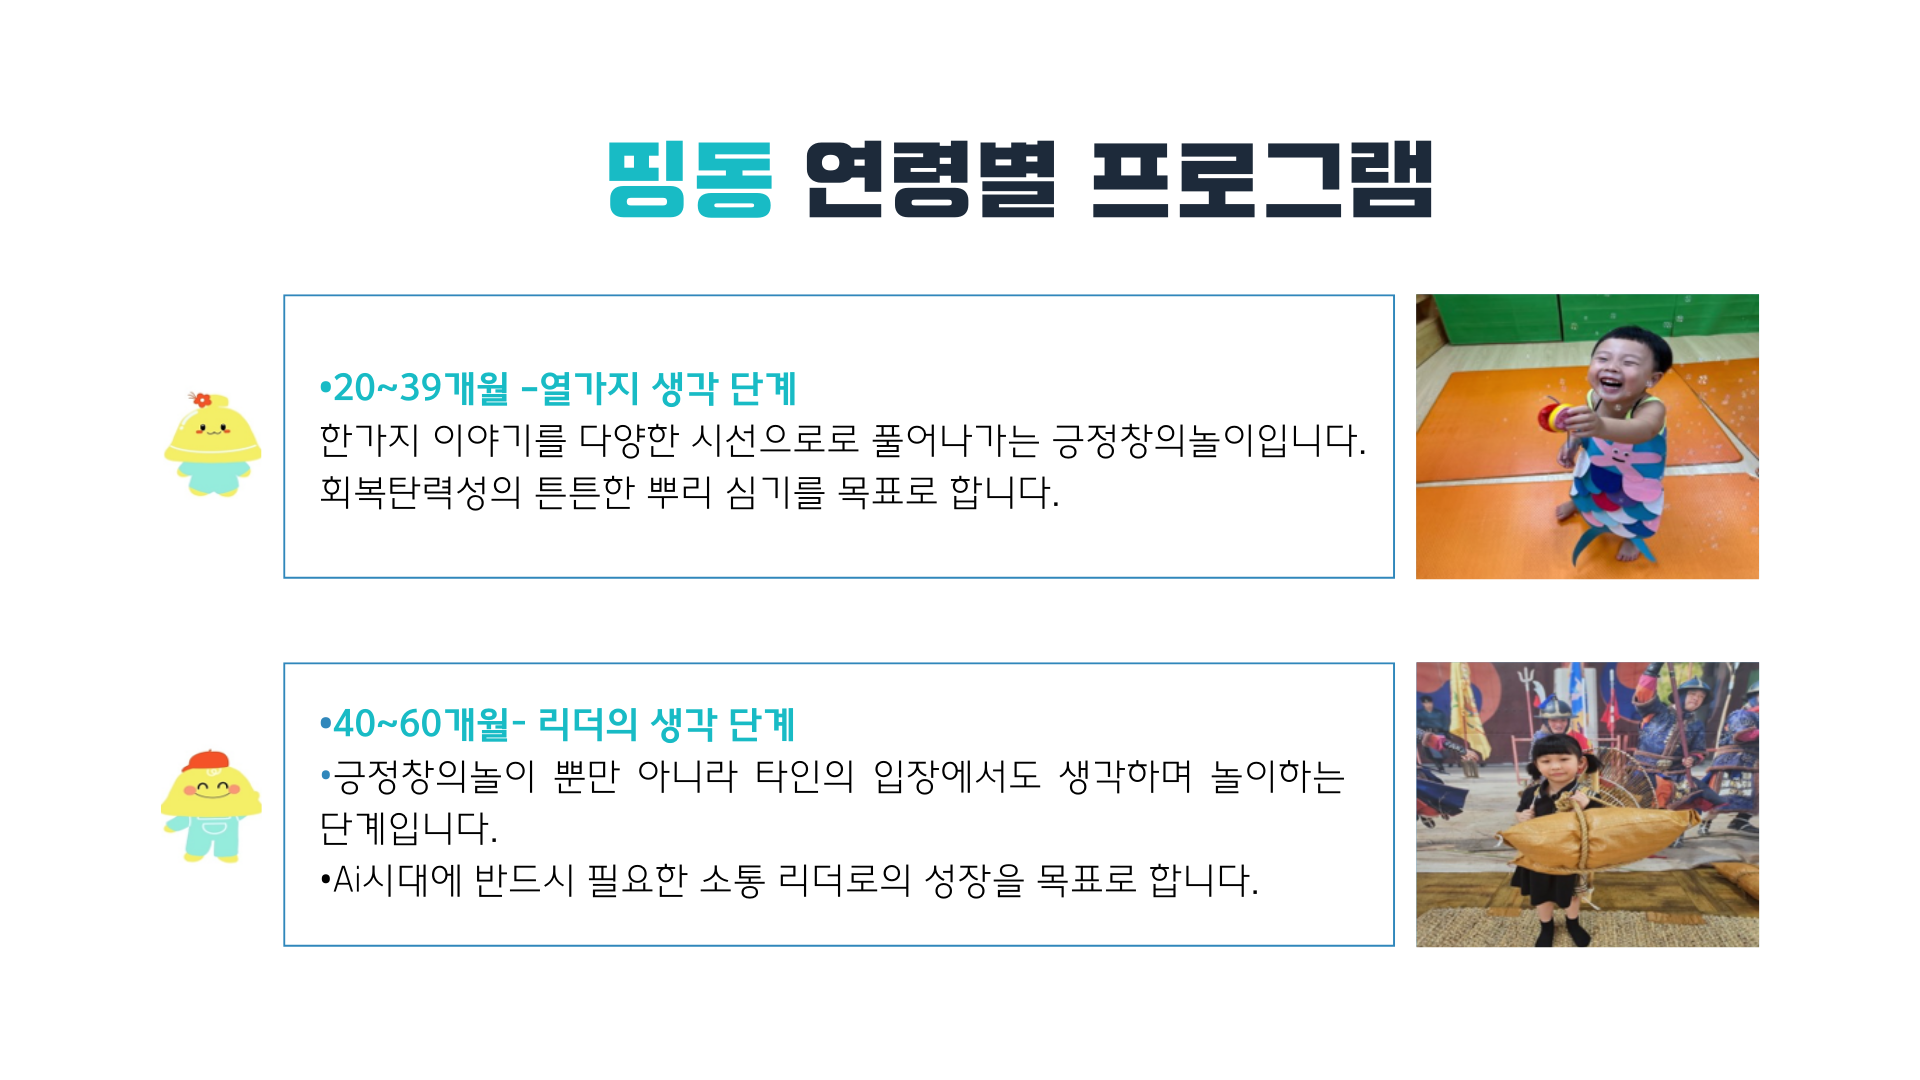 띵동 연령별 프로그램
•20~39개월 –열가지 생각 단계
한가지 이야기를 다양한 시선으로로 풀어나가는 긍정창의놀이입니다.
회복탄력성의 튼튼한 뿌리 심기를 목표로 합니다.
•40~60개월- 리더의 생각 단계
•긍정창의놀이 뿐만 아니라 타인의 입장에서도 생각하며 놀이하는
단계입니다.
•Ai시대에 반드시 필요한 소통 리더로의 성장을 목표로 합니다.